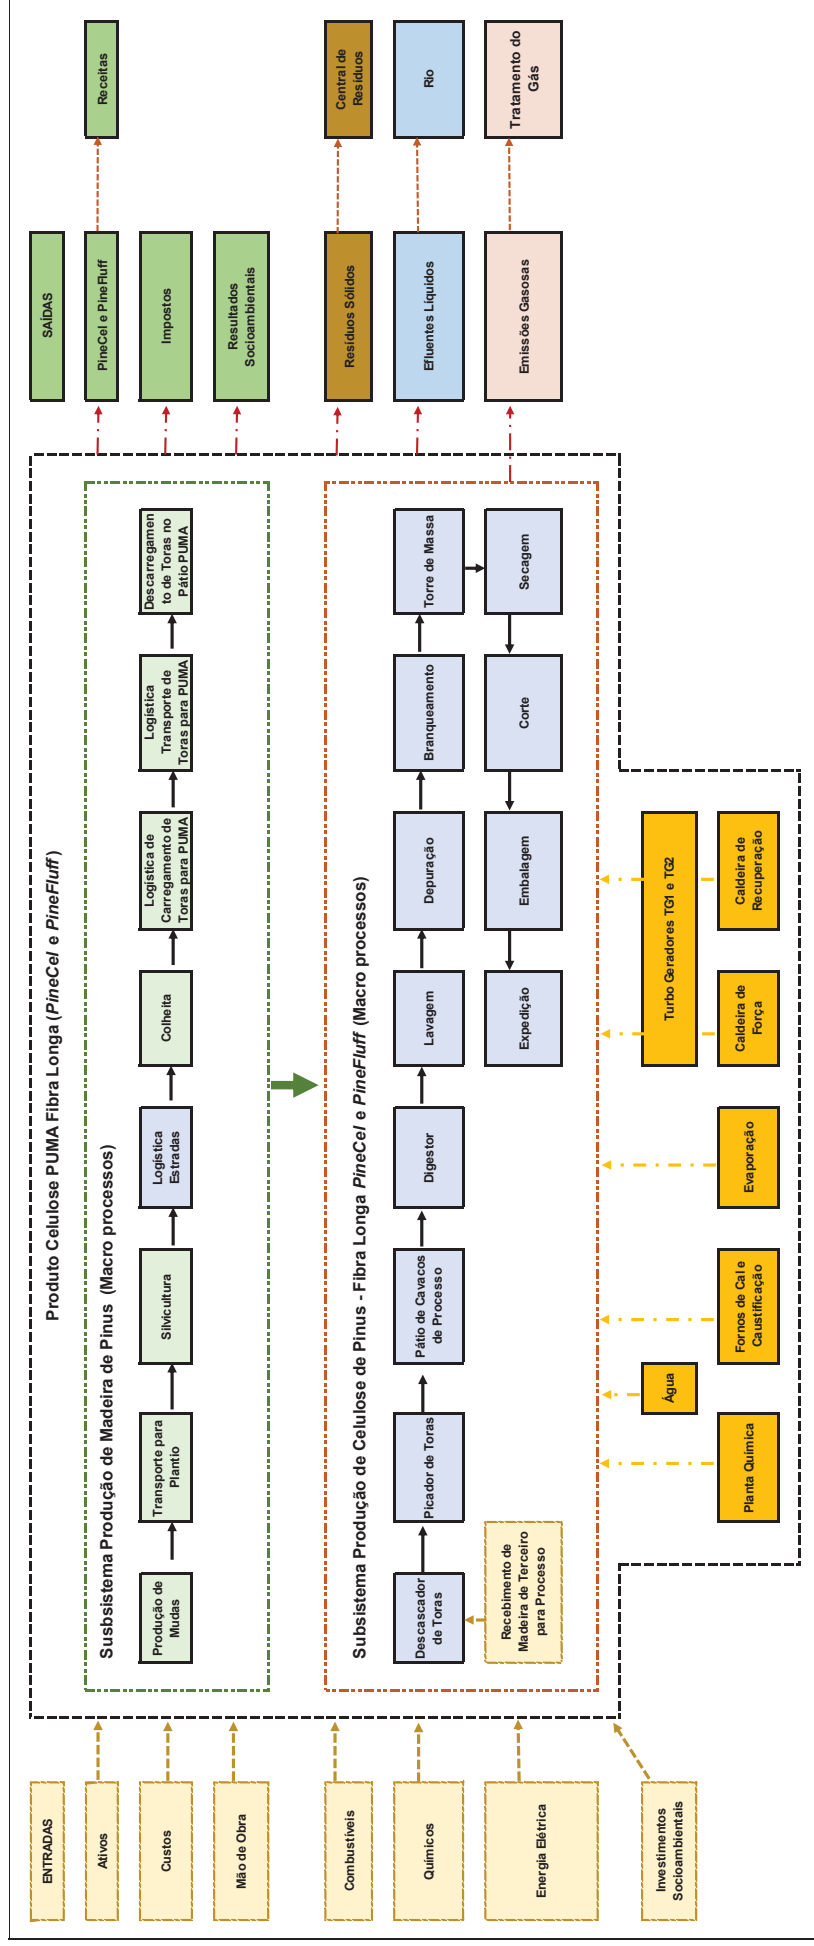 Produto Celulose PUMA Fibra Longa (PineCel e PineFluff)
ENTRADAS
Ativos
Custos
Mão de Obra
Combustíveis
Químicos
Energia Elétrica
Investimentos
Socioambientais
Susbsistema Produção de Madeira de Pinus (Macro processos)
Produção de
Mudas
Transporte para
Plantio
Silvicultura
Logística
Estradas
Colheita
Logística de
Carregamento de
Toras para PUMA
Logística
Transporte de
Toras para PUMA
Descarregamen
to de Toras no
Pátio PUMA
Subsistema Produção de Celulose de Pinus - Fibra Longa PineCel e PineFluff (Macro processos)
Descascador
de Toras
Picador de Toras
Pátio de Cavacos
de Processo
Digestor
Lavagem
Depuração
Branqueamento
Torre de Massa
Recebimento de
Madeira de Terceiro
para Processo
Expedição
Embalagem
Corte
Secagem
Água
Turbo Geradores TG1 e TG2
Planta Química
Fornos de Cal e
Caustificação
Evaporação
Caldeira de
Força
Caldeira de
Recuperação
SAÍDAS
PineCel e PineFluff
Impostos
Resultados
Socioambientais
Resíduos Sólidos
Efluentes Líquidos
Emissões Gasosas
Receitas
Central de
Resíduos
Rio
Tratamento do
Gás